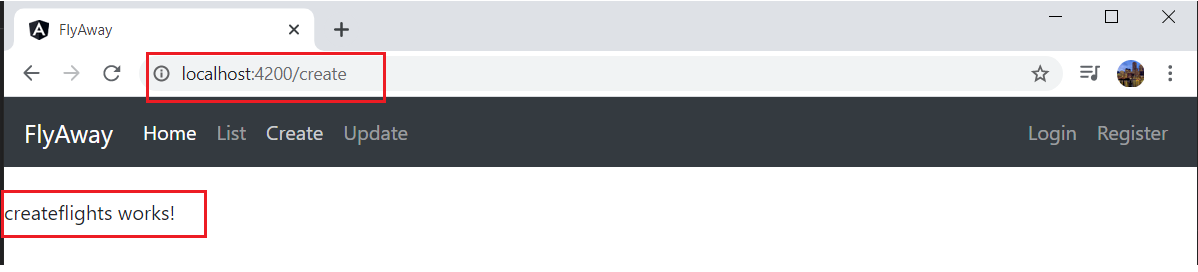 FlyAway
localhost:4200/create
FlyAway Home List Create Update Login Register
createflights works!